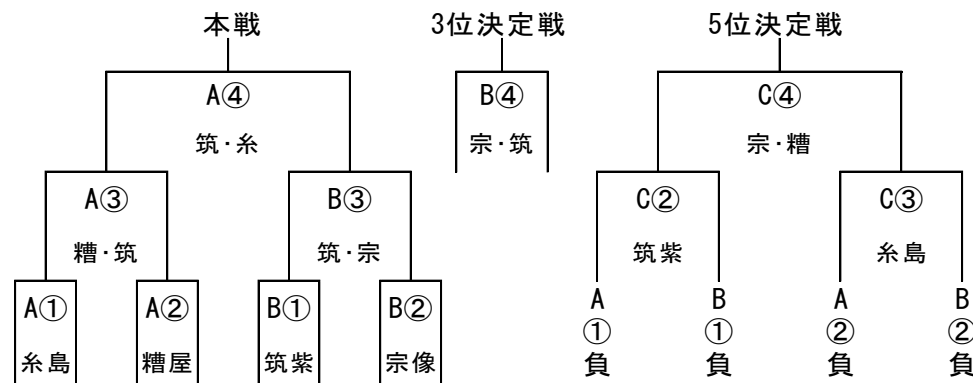 本戦 3位決定戦 5位決定戦
A④ B④ C④
筑・糸 宗・筑 宗・糟
A③ B③ C② C③
糟・筑 筑・宗 筑紫 糸島
A① A② B① B② A B A B
① ① ② ②
糸島 糟屋 筑紫 宗像 負 負 負 負